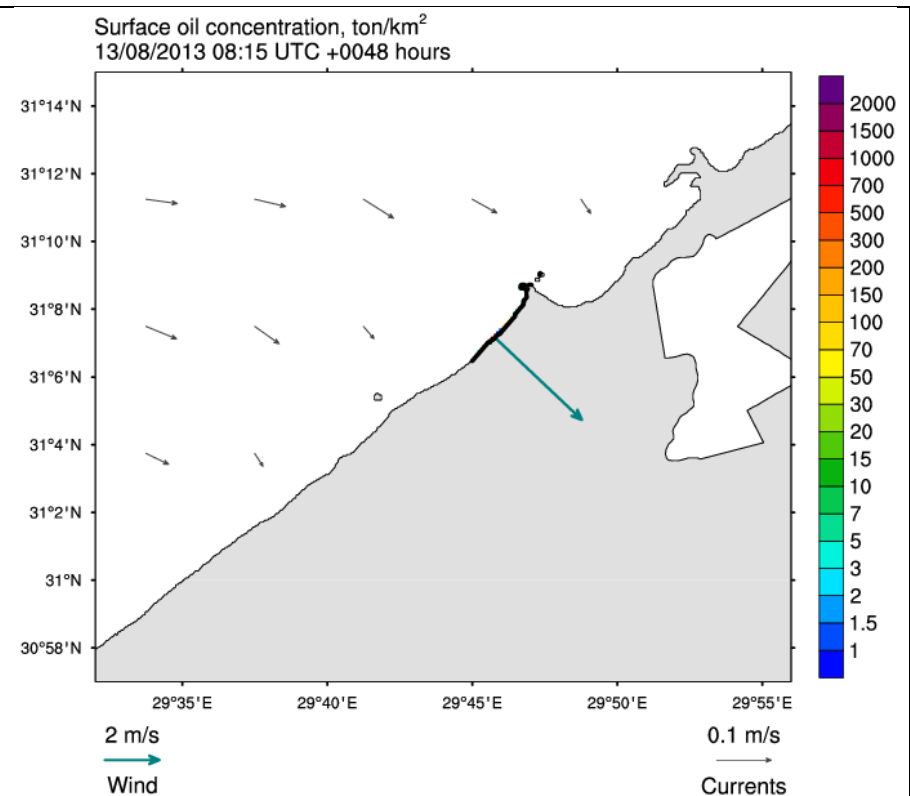 Surface oil concentration, ton/km²
13/08/2013 08:15 UTC +0048 hours
31°14'N
31°12'N
31°10'N
31°8'N
31°6'N
31°4'N
31°2'N
31°N
30°58'N
29°35'E
29°40'E
29°45'E
29°50'E
29°55'E
2000
1500
1000
700
500
300
200
150
100
70
50
30
20
15
10
7
5
3
2
1.5
1
2 m/s
Wind
0.1 m/s
Currents